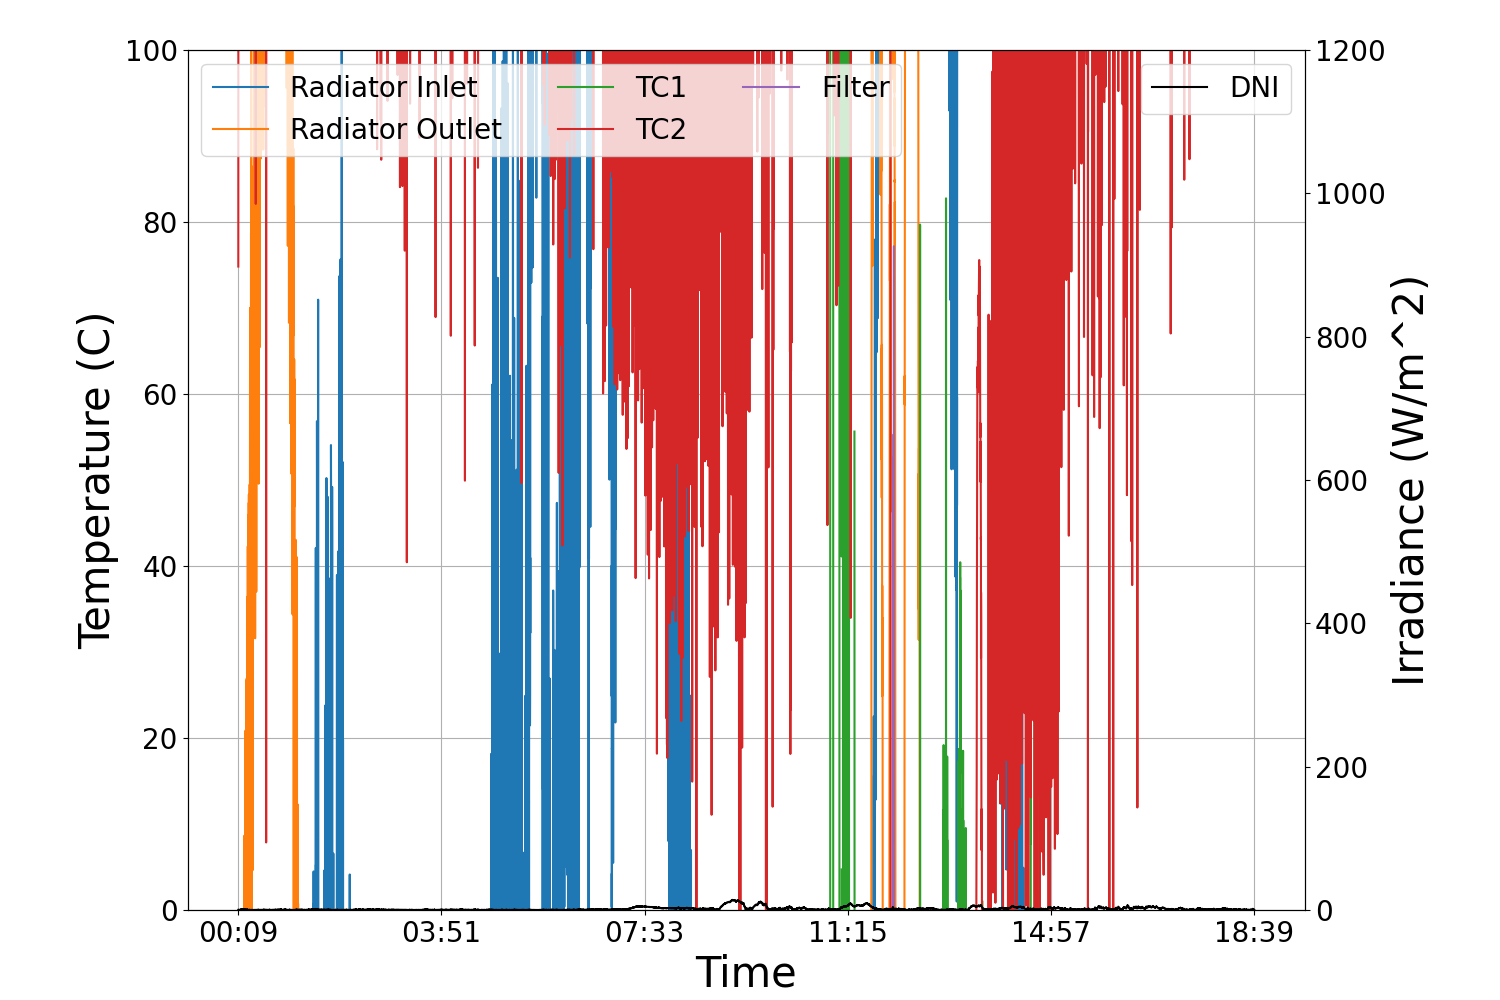 Radiator Inlet
Radiator Outlet
TC1
TC2
Filter
DNI
100
80
60
40
20
0
Temperature (C)
1200
1000
800
600
400
200
0
Irradiance (W/m^2)
00:09
03:51
07:33
11:15
14:57
18:39
Time